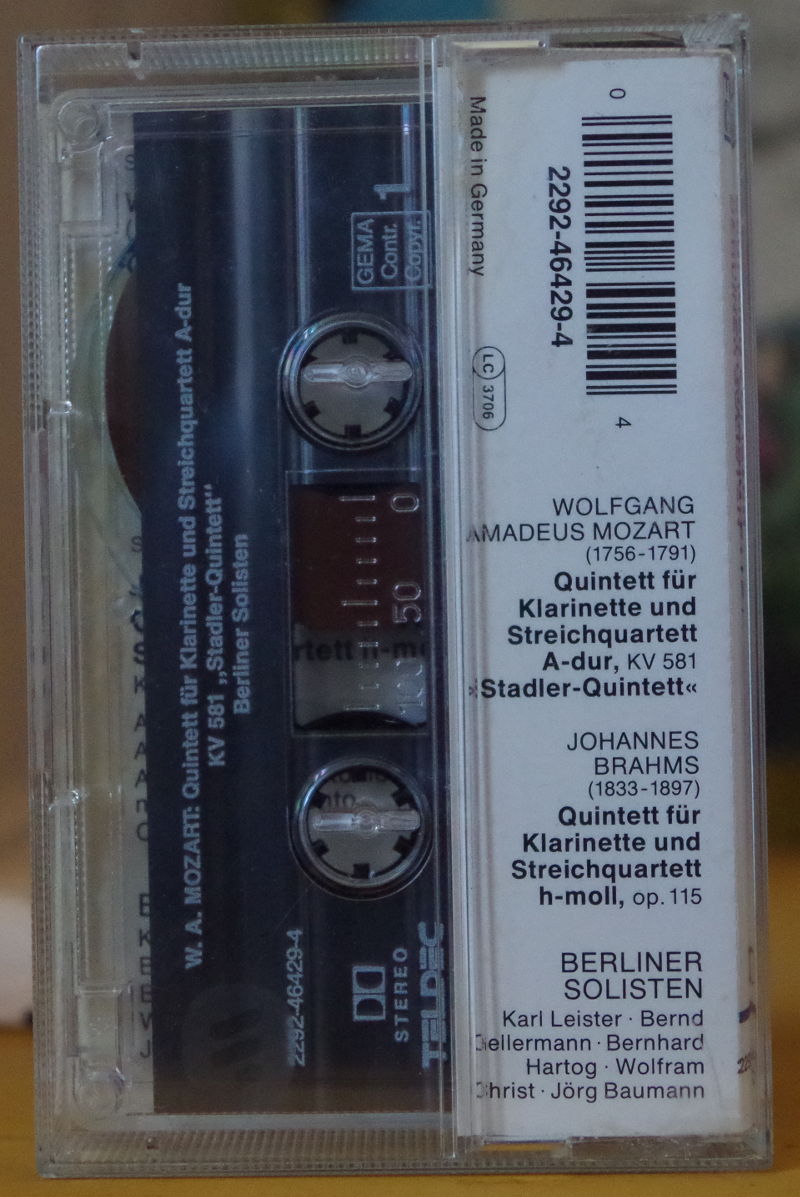 0
2292-46429-4
4
Made in Germany
LC 3706
WOLFGANG
AMADEUS MOZART
(1756-1791)
Quintett für
Klarinette und
Streichquartett
A-dur, KV 581
Stadler-Quintett«
JOHANNES
BRAHMS
(1833-1897)
Quintett für
Klarinette und
Streichquartett
h-moll, op. 115
BERLINER
SOLISTEN
Karl Leister · Bernd
Gellermann · Bernhard
Hartog · Wolfram
Christ · Jörg Baumann
W. A. MOZART: Quintett für Klarinette und Streichquartett A-dur
KV 581 „Stadler-Quintett“
Berliner Solisten
1
GEMA
Contr.
Copyr.
0
50
100
rtett h-mo
2292-46429-4
STEREO
TELDEC